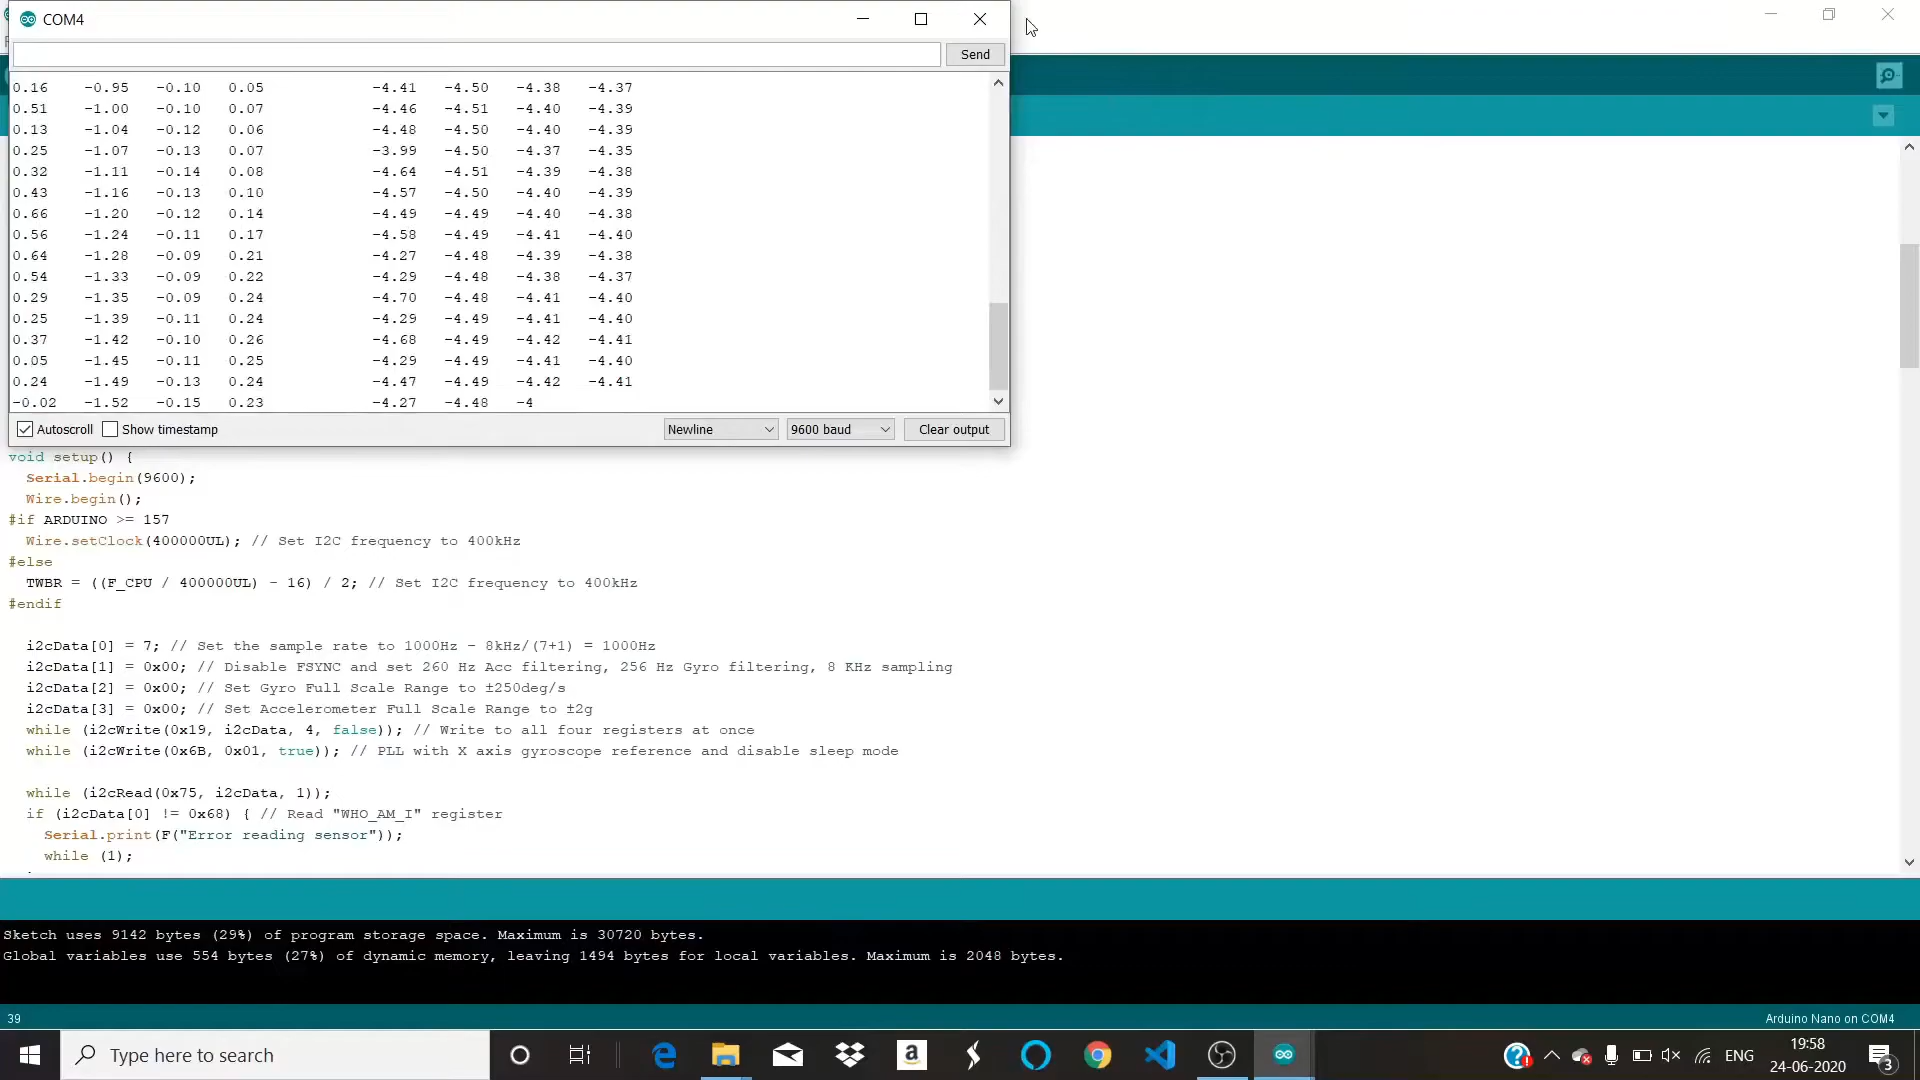 COM4
Send
0.16 -0.95 -0.10 0.05 -4.41 -4.50 -4.38 -4.37
0.51 -1.00 -0.10 0.07 -4.46 -4.51 -4.40 -4.39
0.13 -1.04 -0.12 0.06 -4.48 -4.50 -4.40 -4.39
0.25 -1.07 -0.13 0.07 -3.99 -4.50 -4.37 -4.35
0.32 -1.11 -0.14 0.08 -4.64 -4.51 -4.39 -4.38
0.43 -1.16 -0.13 0.10 -4.57 -4.50 -4.40 -4.39
0.66 -1.20 -0.12 0.14 -4.49 -4.49 -4.40 -4.38
0.56 -1.24 -0.11 0.17 -4.58 -4.49 -4.41 -4.40
0.64 -1.28 -0.09 0.21 -4.27 -4.48 -4.39 -4.38
0.54 -1.33 -0.09 0.22 -4.29 -4.48 -4.38 -4.37
0.29 -1.35 -0.09 0.24 -4.70 -4.48 -4.41 -4.40
0.25 -1.39 -0.11 0.24 -4.29 -4.49 -4.41 -4.40
0.37 -1.42 -0.10 0.26 -4.68 -4.49 -4.42 -4.41
0.05 -1.45 -0.11 0.25 -4.29 -4.49 -4.41 -4.40
0.24 -1.49 -0.13 0.24 -4.47 -4.49 -4.42 -4.41
-0.02 -1.52 -0.15 0.23 -4.27 -4.48 -4
Autoscroll Show timestamp Newline 9600 baud Clear output
void setup() {
Serial.begin(9600);
Wire.begin();
#if ARDUINO >= 157
Wire.setClock(400000UL); // Set I2C frequency to 400kHz
#else
TWBR = ((F_CPU / 400000UL) - 16) / 2; // Set I2C frequency to 400kHz
#endif
i2cData[0] = 7; // Set the sample rate to 1000Hz - 8kHz/(7+1) = 1000Hz
i2cData[1] = 0x00; // Disable FSYNC and set 260 Hz Acc filtering, 256 Hz Gyro filtering, 8 KHz sampling
i2cData[2] = 0x00; // Set Gyro Full Scale Range to ±250deg/s
i2cData[3] = 0x00; // Set Accelerometer Full Scale Range to ±2g
while (i2cWrite(0x19, i2cData, 4, false)); // Write to all four registers at once
while (i2cWrite(0x6B, 0x01, true)); // PLL with X axis gyroscope reference and disable sleep mode
while (i2cRead(0x75, i2cData, 1));
if (i2cData[0] != 0x68) { // Read "WHO_AM_I" register
Serial.print(F("Error reading sensor"));
while (1);
Sketch uses 9142 bytes (29%) of program storage space. Maximum is 30720 bytes.
Global variables use 554 bytes (27%) of dynamic memory, leaving 1494 bytes for local variables. Maximum is 2048 bytes.
39 Arduino Nano on COM4
Type here to search
ENG
19:58
24-06-2020
3